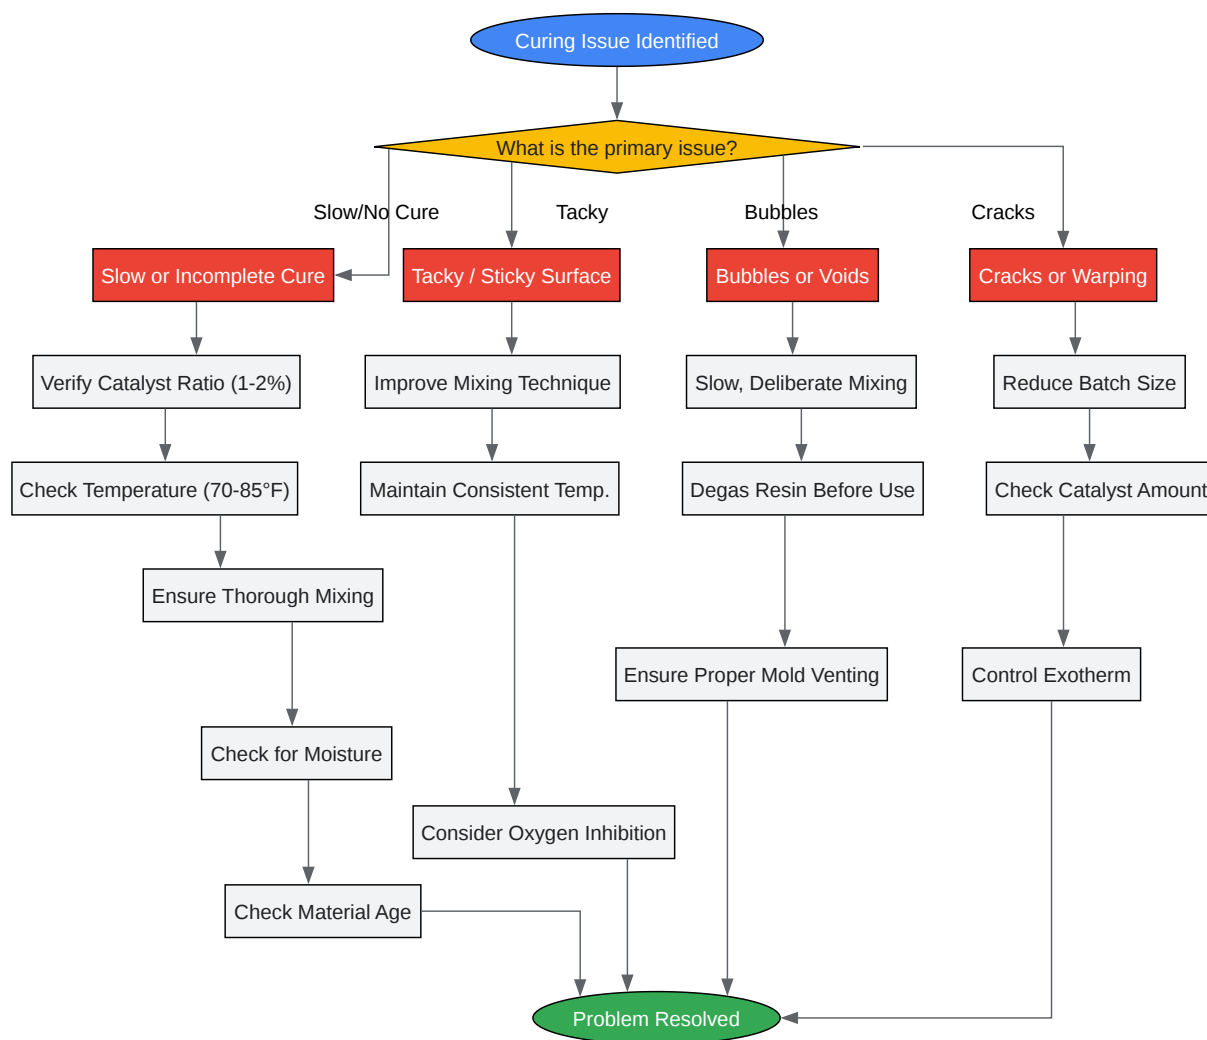 Curing Issue Identified
What is the primary issue?
Slow/No Cure
Tacky
Bubbles
Cracks
Slow or Incomplete Cure
Tacky / Sticky Surface
Bubbles or Voids
Cracks or Warping
Verify Catalyst Ratio (1-2%)
Improve Mixing Technique
Slow, Deliberate Mixing
Reduce Batch Size
Check Temperature (70-85°F)
Maintain Consistent Temp.
Degas Resin Before Use
Check Catalyst Amount
Ensure Thorough Mixing
Ensure Proper Mold Venting
Control Exotherm
Check for Moisture
Consider Oxygen Inhibition
Check Material Age
Problem Resolved